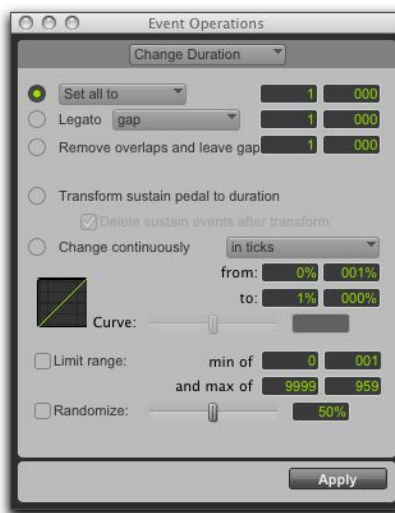 Event Operations
Change Duration
Set all to 1 000
Legato gap 1 000
Remove overlaps and leave gap 1 000
Transform sustain pedal to duration
Delete sustain events after transform
Change continuously in ticks
from: 0% 001%
to: 1% 000%
Curve:
Limit range: min of 0 001
and max of 9999 959
Randomize: 50%
Apply